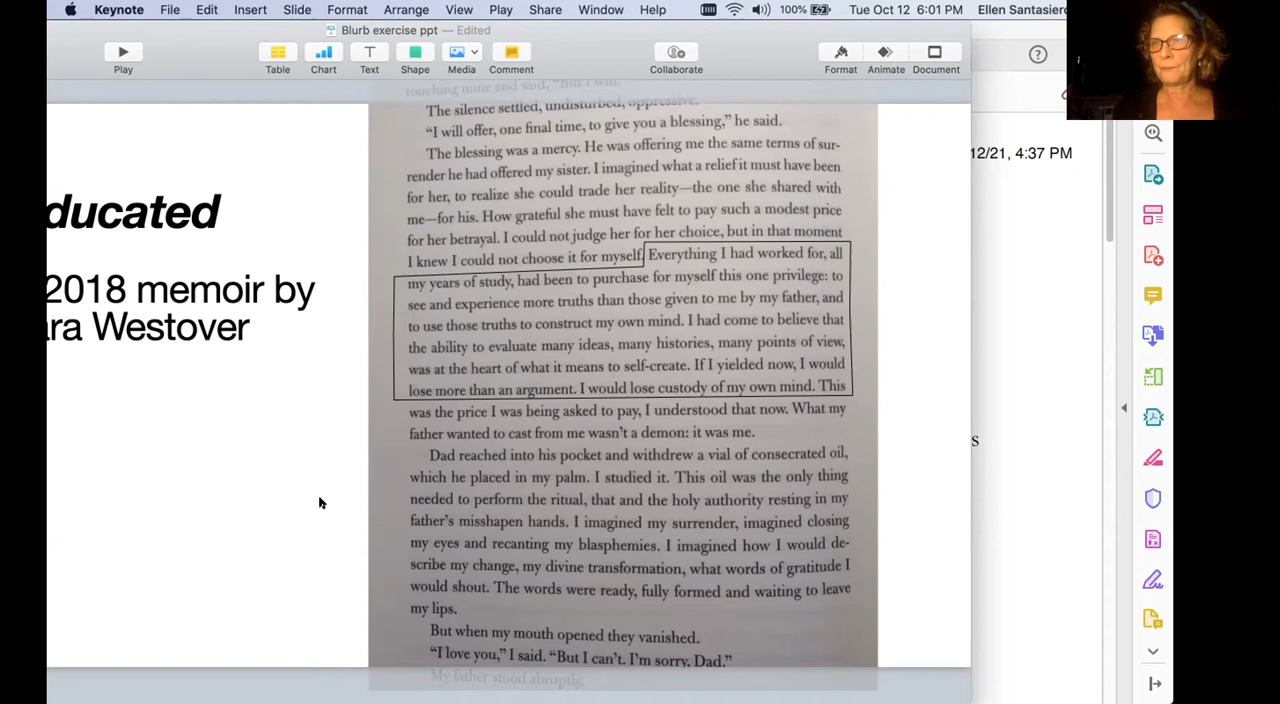 Keynote File Edit Insert Slide Format Arrange View Play Share Window Help 100% Tue Oct 12 6:01 PM Ellen Santasiero
Blurb exercise ppt — Edited
Play Table Chart Text Shape Media Comment Collaborate Format Animate Document
12/21, 4:37 PM
ducated
2018 memoir by
ara Westover
touching mine and said, "But I will.
The silence settled, undisturbed, oppressive.
"I will offer, one final time, to give you a blessing," he said.
The blessing was a mercy. He was offering me the same terms of sur-
render he had offered my sister. I imagined what a relief it must have been
for her, to realize she could trade her reality—the one she shared with
me—for his. How grateful she must have felt to pay such a modest price
for her betrayal. I could not judge her for her choice, but in that moment
I knew I could not choose it for myself. Everything I had worked for, all
my years of study, had been to purchase for myself this one privilege: to
see and experience more truths than those given to me by my father, and
to use those truths to construct my own mind. I had come to believe that
the ability to evaluate many ideas, many histories, many points of view,
was at the heart of what it means to self-create. If I yielded now, I would
lose more than an argument. I would lose custody of my own mind. This
was the price I was being asked to pay, I understood that now. What my
father wanted to cast from me wasn't a demon: it was me.
Dad reached into his pocket and withdrew a vial of consecrated oil,
which he placed in my palm. I studied it. This oil was the only thing
needed to perform the ritual, that and the holy authority resting in my
father's misshapen hands. I imagined my surrender, imagined closing
my eyes and recanting my blasphemies. I imagined how I would de-
scribe my change, my divine transformation, what words of gratitude I
would shout. The words were ready, fully formed and waiting to leave
my lips.
But when my mouth opened they vanished.
"I love you," I said. "But I can't. I'm sorry, Dad."
My father stood abruptly.
s